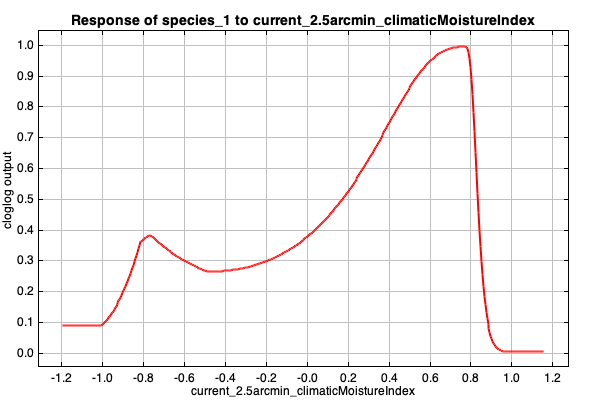 Response of species_1 to current_2.5arcmin_climaticMoistureIndex
cloglog output
1.0
0.9
0.8
0.7
0.6
0.5
0.4
0.3
0.2
0.1
0.0
-1.2 -1.0 -0.8 -0.6 -0.4 -0.2 -0.0 0.2 0.4 0.6 0.8 1.0 1.2
current_2.5arcmin_climaticMoistureIndex